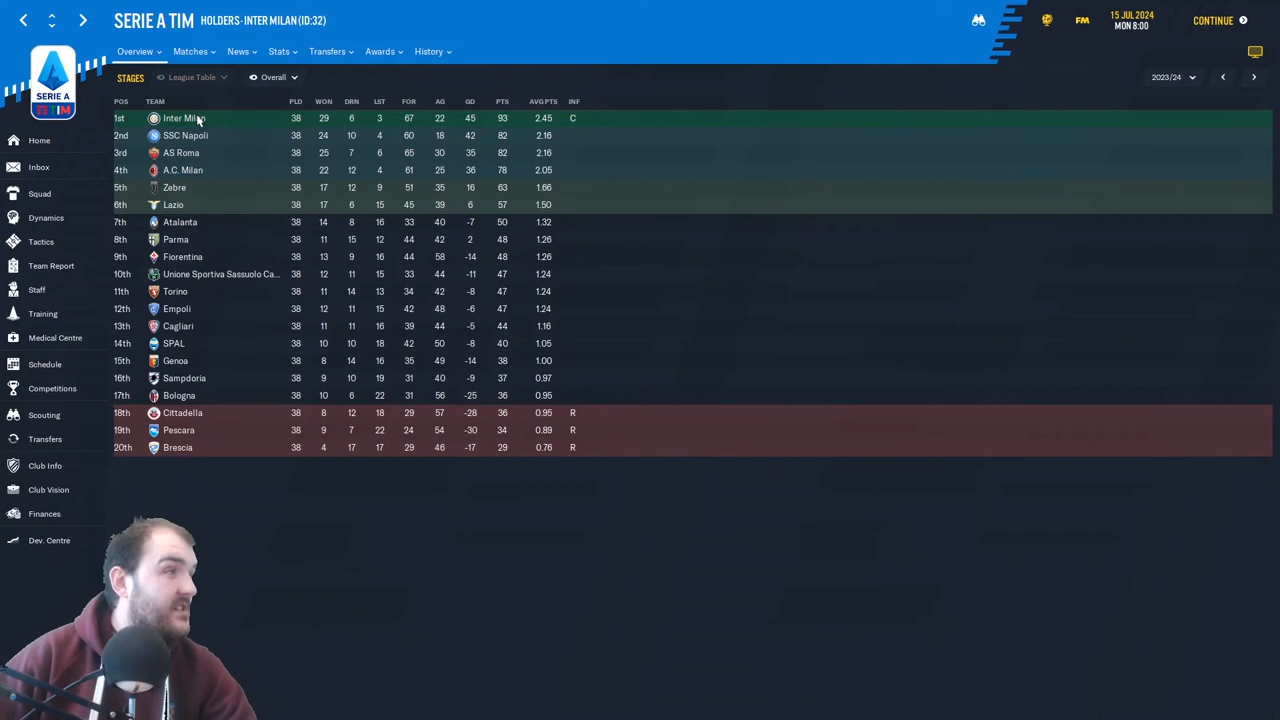 SERIE A TIM HOLDERS- INTER MILAN (ID:32)
FM 15 JUL 2024 CONTINUE
MON 8:00
Overview Matches News Stats Transfers Awards History
STAGES League Table Overall 2023/24
SERIE A
TIM
Home
Inbox
Squad
Dynamics
Tactics
Team Report
Staff
Training
Medical Centre
Schedule
Competitions
Scouting
Transfers
Club Info
Club Vision
Finances
Dev. Centre
POS TEAM PLD WON DRN LST FOR AG GD PTS AVG PTS INF
1st Inter Milan 38 29 6 3 67 22 45 93 2.45 C
2nd SSC Napoli 38 24 10 4 60 18 42 82 2.16
3rd AS Roma 38 25 7 6 65 30 35 82 2.16
4th A.C. Milan 38 22 12 4 61 25 36 78 2.05
5th Zebre 38 17 12 9 51 35 16 63 1.66
6th Lazio 38 17 6 15 45 39 6 57 1.50
7th Atalanta 38 14 8 16 33 40 -7 50 1.32
8th Parma 38 11 15 12 44 42 2 48 1.26
9th Fiorentina 38 13 9 16 44 58 -14 48 1.26
10th Unione Sportiva Sassuolo Ca... 38 12 11 15 33 44 -11 47 1.24
11th Torino 38 11 14 13 34 42 -8 47 1.24
12th Empoli 38 12 11 15 42 48 -6 47 1.24
13th Cagliari 38 11 11 16 39 44 -5 44 1.16
14th SPAL 38 10 10 18 42 50 -8 40 1.05
15th Genoa 38 8 14 16 35 49 -14 38 1.00
16th Sampdoria 38 9 10 19 31 40 -9 37 0.97
17th Bologna 38 10 6 22 31 56 -25 36 0.95
18th Cittadella 38 8 12 18 29 57 -28 36 0.95 R
19th Pescara 38 9 7 22 24 54 -30 34 0.89 R
20th Brescia 38 4 17 17 29 46 -17 29 0.76 R